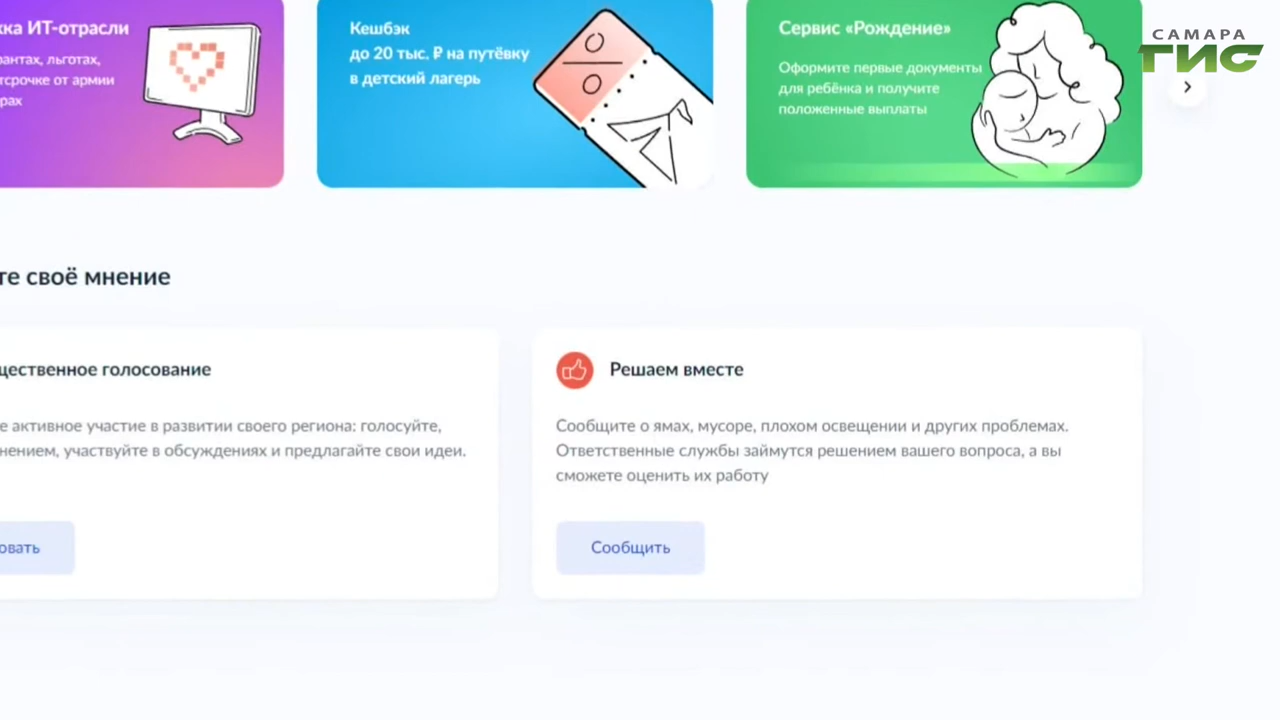 ка ИТ-отрасли
рантах, льготах,
тсрочке от армии
рах
Кешбэк
до 20 тыс. ₽ на путёвку
в детский лагерь
Сервис «Рождение»
Оформите первые документы
для ребёнка и получите
положенные выплаты
САМАРА
ГИС
те своё мнение
щественное голосование
е активное участие в развитии своего региона: голосуйте,
нением, участвуйте в обсуждениях и предлагайте свои идеи.
овать
Решаем вместе
Сообщите о ямах, мусоре, плохом освещении и других проблемах.
Ответственные службы займутся решением вашего вопроса, а вы
сможете оценить их работу
Сообщить